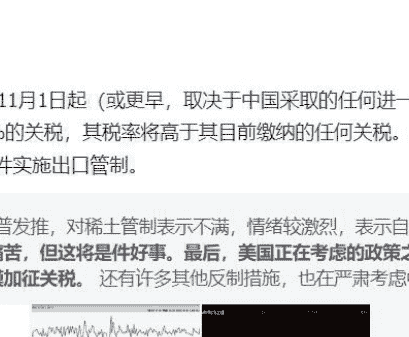 11月1日起（或更早，取决于中国采取的任何进一
%的关税，其税率将高于其目前缴纳的任何关税。
件实施出口管制。
普发推，对稀土管制表示不满，情绪较激烈，表示自
痛苦，但这将是件好事。最后，美国正在考虑的政策之
加征关税。 还有许多其他反制措施，也在严肃考虑